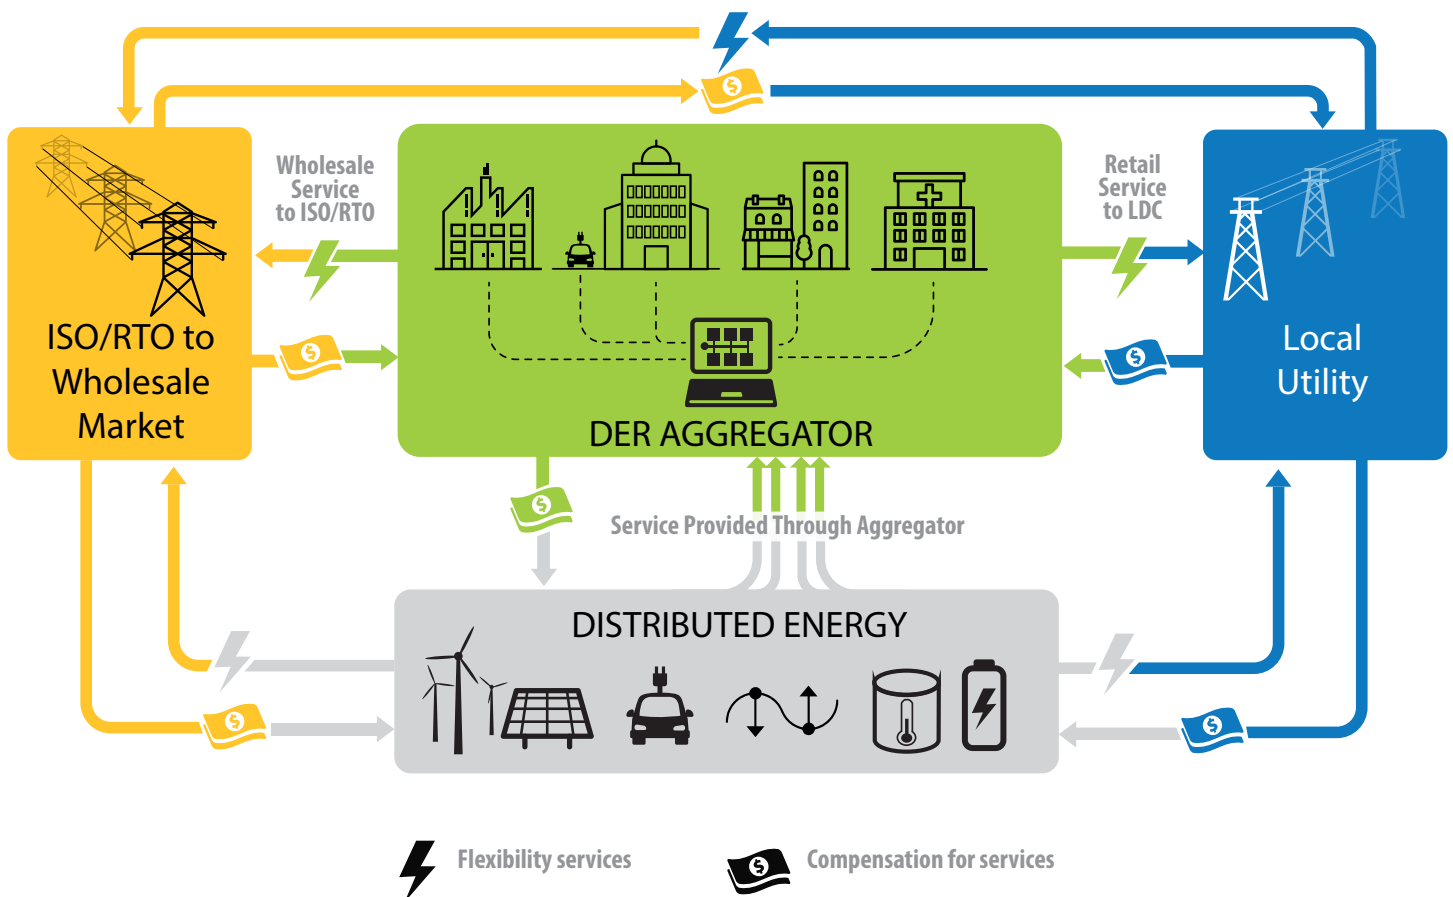 Wholesale
Service
to ISO/RTO
Retail
Service
to LDC
ISO/RTO to
Wholesale
Market
Local
Utility
DER AGGREGATOR
Service Provided Through Aggregator
DISTRIBUTED ENERGY
Flexibility services
Compensation for services